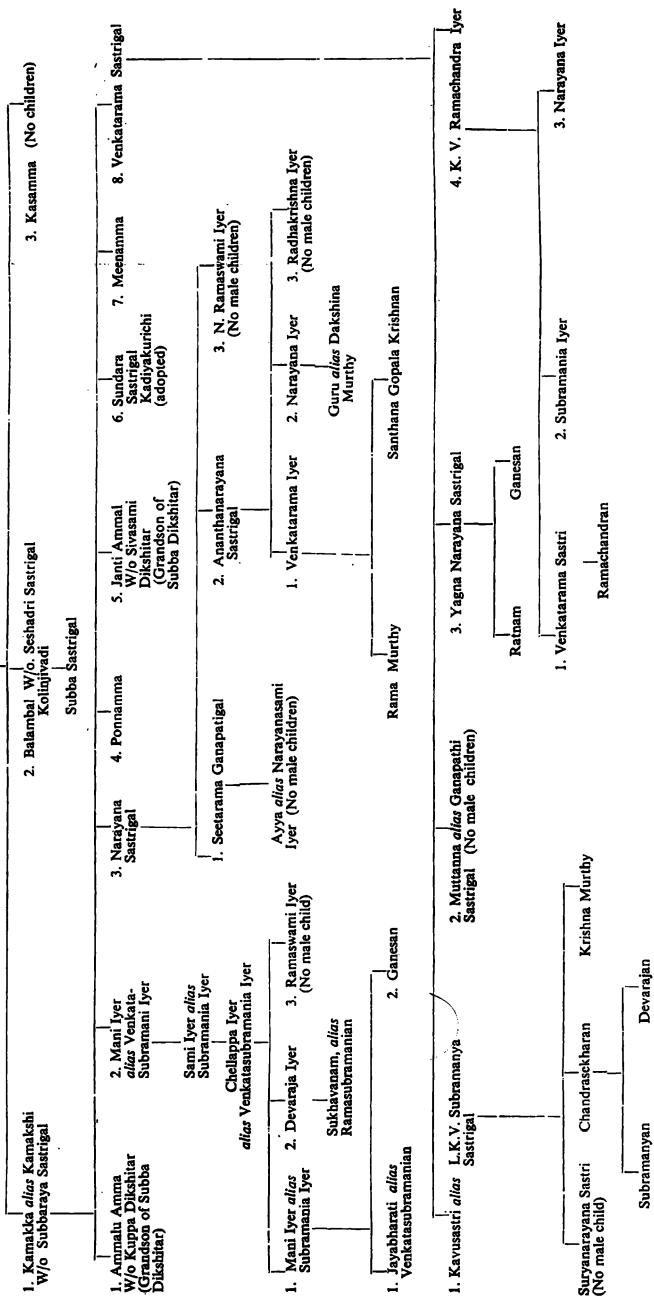 1. Kamakka alias Kamakshi
W/o Subbaraya Sastrigal
2. Balambal W/o. Seshadri Sastrigal
Kolinjivadi
3. Kasamma (No children)
Subba Sastrigal
1. Ammalu Amma
W/o Kuppa Dikshitar
(Grandson of Subba
Dikshitar)
2. Mani Iyer
alias Venkata-
Subramani Iyer
3. Narayana
Sastrigal
4. Ponnamma
5. Janti Ammal
W/o Sivasami
Dikshitar
(Grandson of
Subba Dikshitar)
6. Sundara
Sastrigal
Kadiyakurichi
(adopted)
7. Meenamma
8. Venkatarama Sastrigal
Sami Iyer alias
Subramania Iyer
Chellappa Iyer
alias Venkatasubramania Iyer
1. Seetarama Ganapatigal
2. Ananthanarayana
Sastrigal
3. N. Ramaswami Iyer
(No male children)
Ayya alias Narayanasami
Iyer (No male children)
1. Mani Iyer alias
Subramania Iyer
2. Devaraja Iyer
3. Ramaswami Iyer
(No male child)
1. Venkatarama Iyer
2. Narayana Iyer
3. Radhakrishna Iyer
(No male children)
Sukhavanam, alias
Ramasubramanian
Guru alias Dakshina
Murthy
1. Jayabharati alias
Venkatasubramanian
2. Ganesan
Rama Murthy
Santhana Gopala Krishnan
1. Kavusastri alias L.K.V. Subramanya
Sastrigal
2. Muttanna alias Ganapathi
Sastrigal (No male children)
3. Yagna Narayana Sastrigal
4. K. V. Ramachandra Iyer
Ratnam
Ganesan
Suryanarayana Sastri
(No male child)
Chandrasekharan
Krishna Murthy
1. Venkatarama Sastri
2. Subramania Iyer
3. Narayana Iyer
Subramanyan
Devarajan
Ramachandran